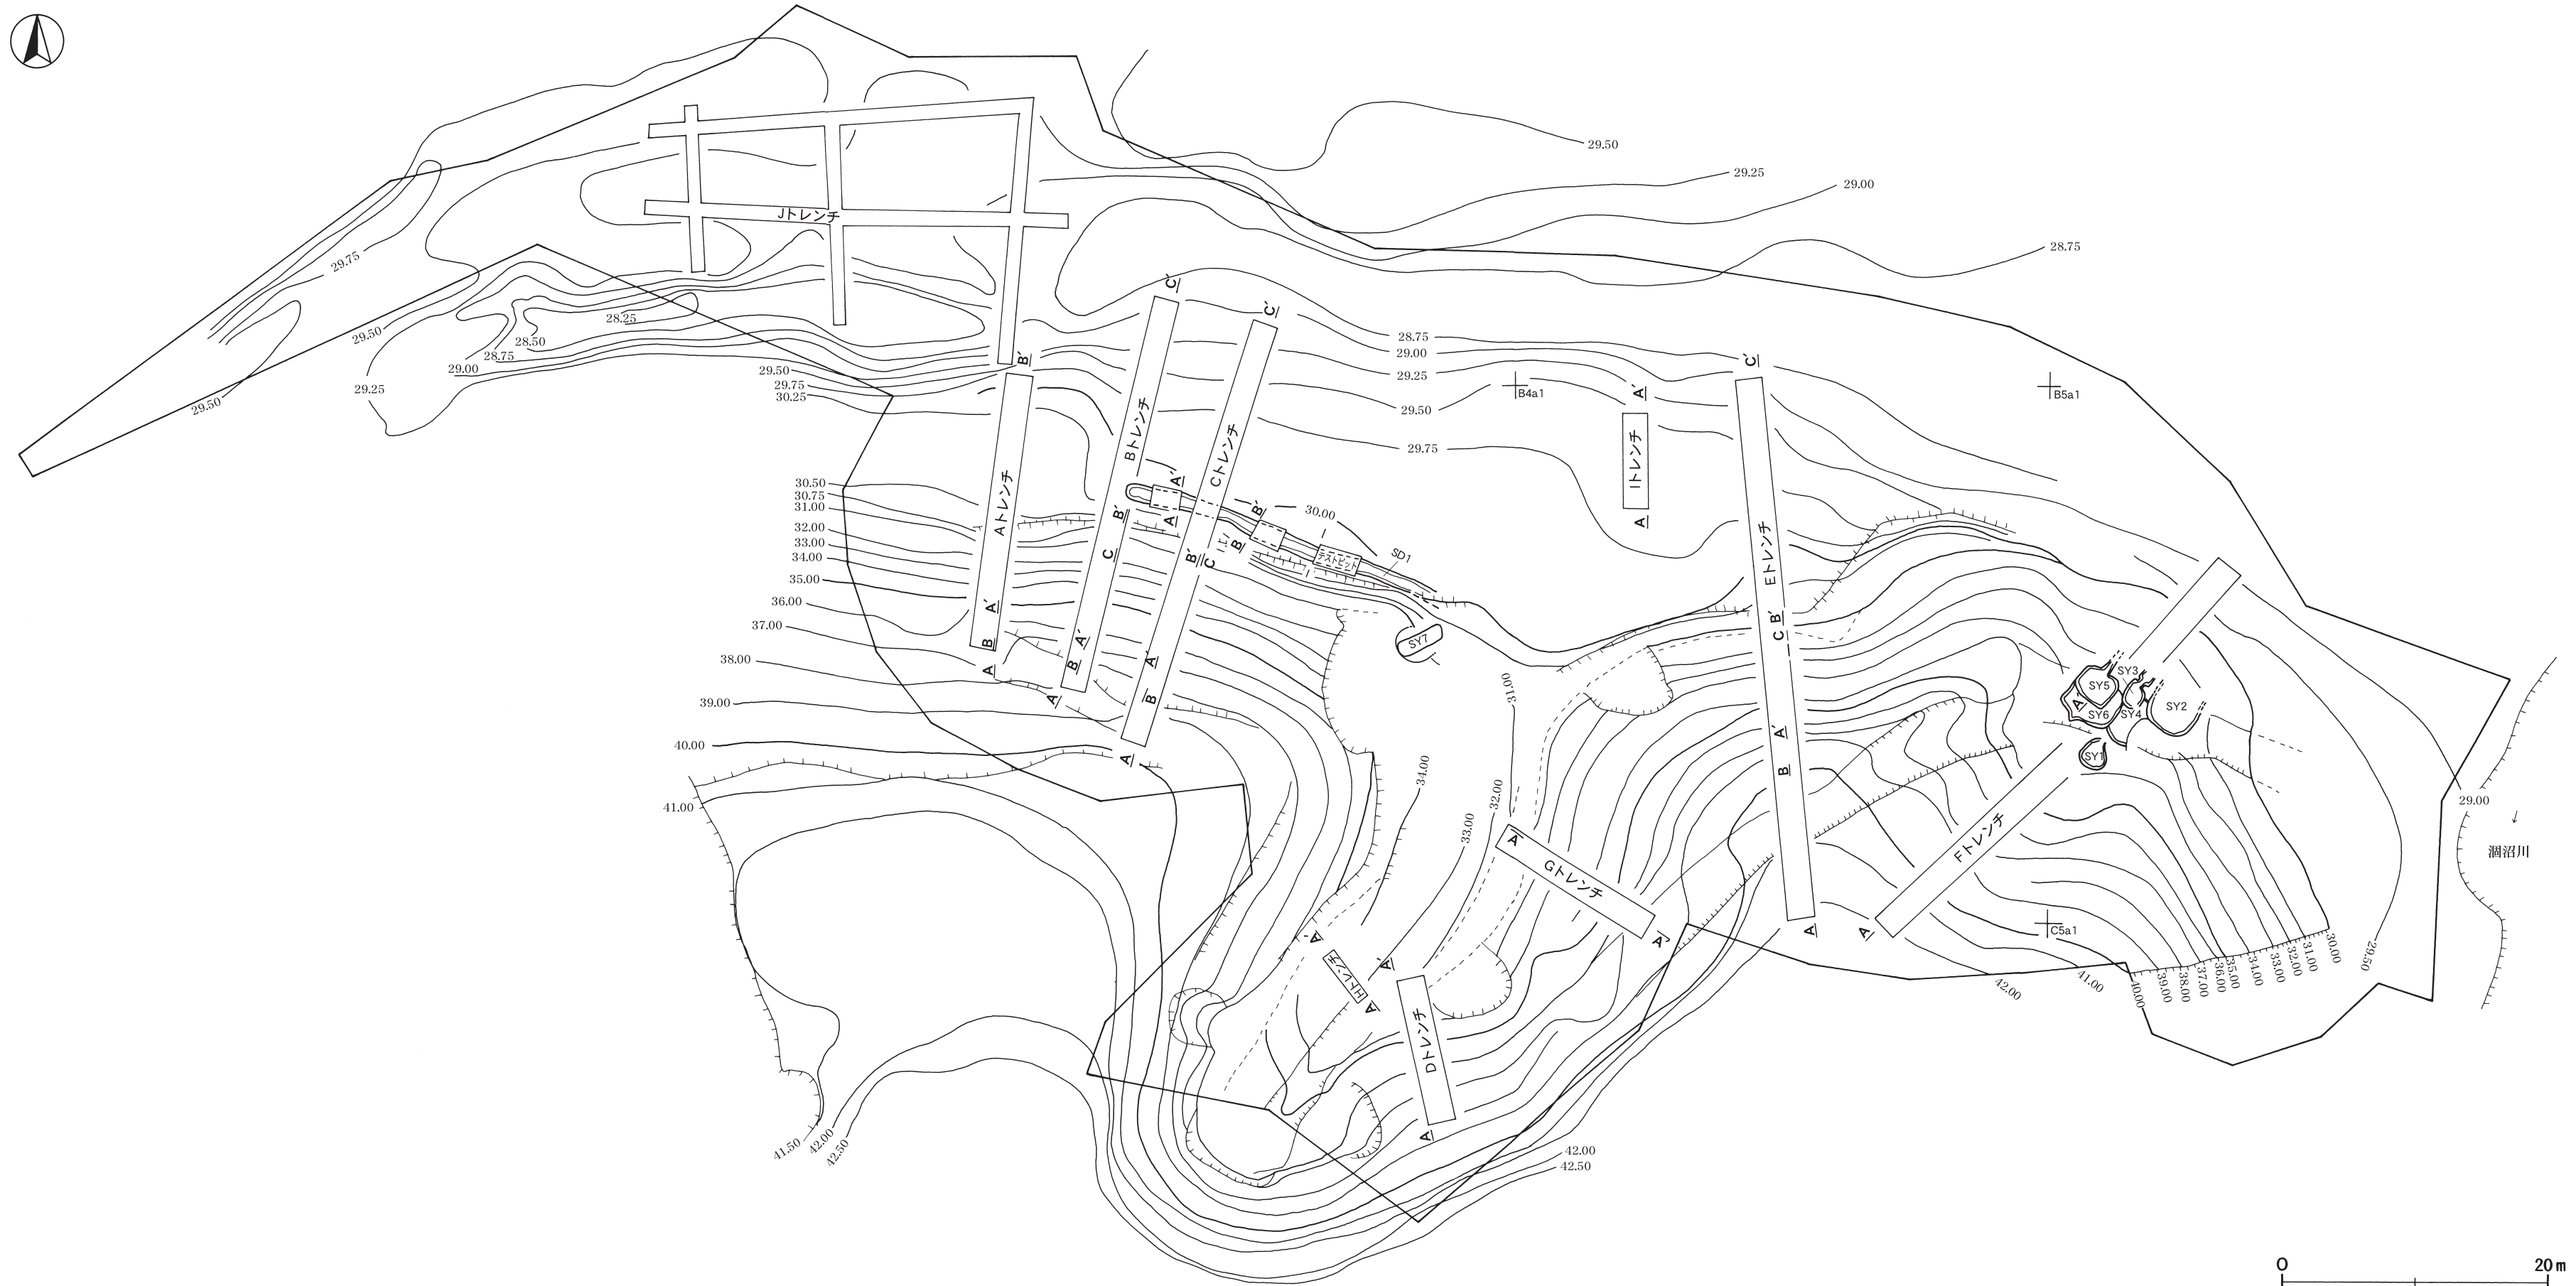 29.50
29.25
29.00
28.75
Jトレンチ
29.75
29.50
29.25
29.50
28.25
28.50
28.75
29.00
29.50
29.75
30.25
B′
C′
C′
C′
28.75
29.00
29.25
29.50
29.75
B4a1
B5a1
A′
Iトレンチ
A
Aトレンチ
Bトレンチ
Cトレンチ
Eトレンチ
30.50
30.75
31.00
32.00
33.00
34.00
35.00
36.00
37.00
38.00
39.00
40.00
41.00
A′
B′
A
B′
B
C
B′
C
30.00
テストピット
SD1
SY7
A′
B
A
A′
B
A
A′
B
A
B′
C
A′
B
A
SY3
SY5
A′
SY6
SY4
SY2
SY1
31.00
32.00
33.00
34.00
A′
Gトレンチ
A
Fトレンチ
A
C5a1
29.00
↓
涸沼川
A′
Hトレンチ
A
A′
Dトレンチ
A
42.00
41.00
40.00
39.00
38.00
37.00
36.00
35.00
34.00
33.00
32.00
31.00
30.00
29.50
41.50
42.00
42.50
42.00
42.50
0
20m